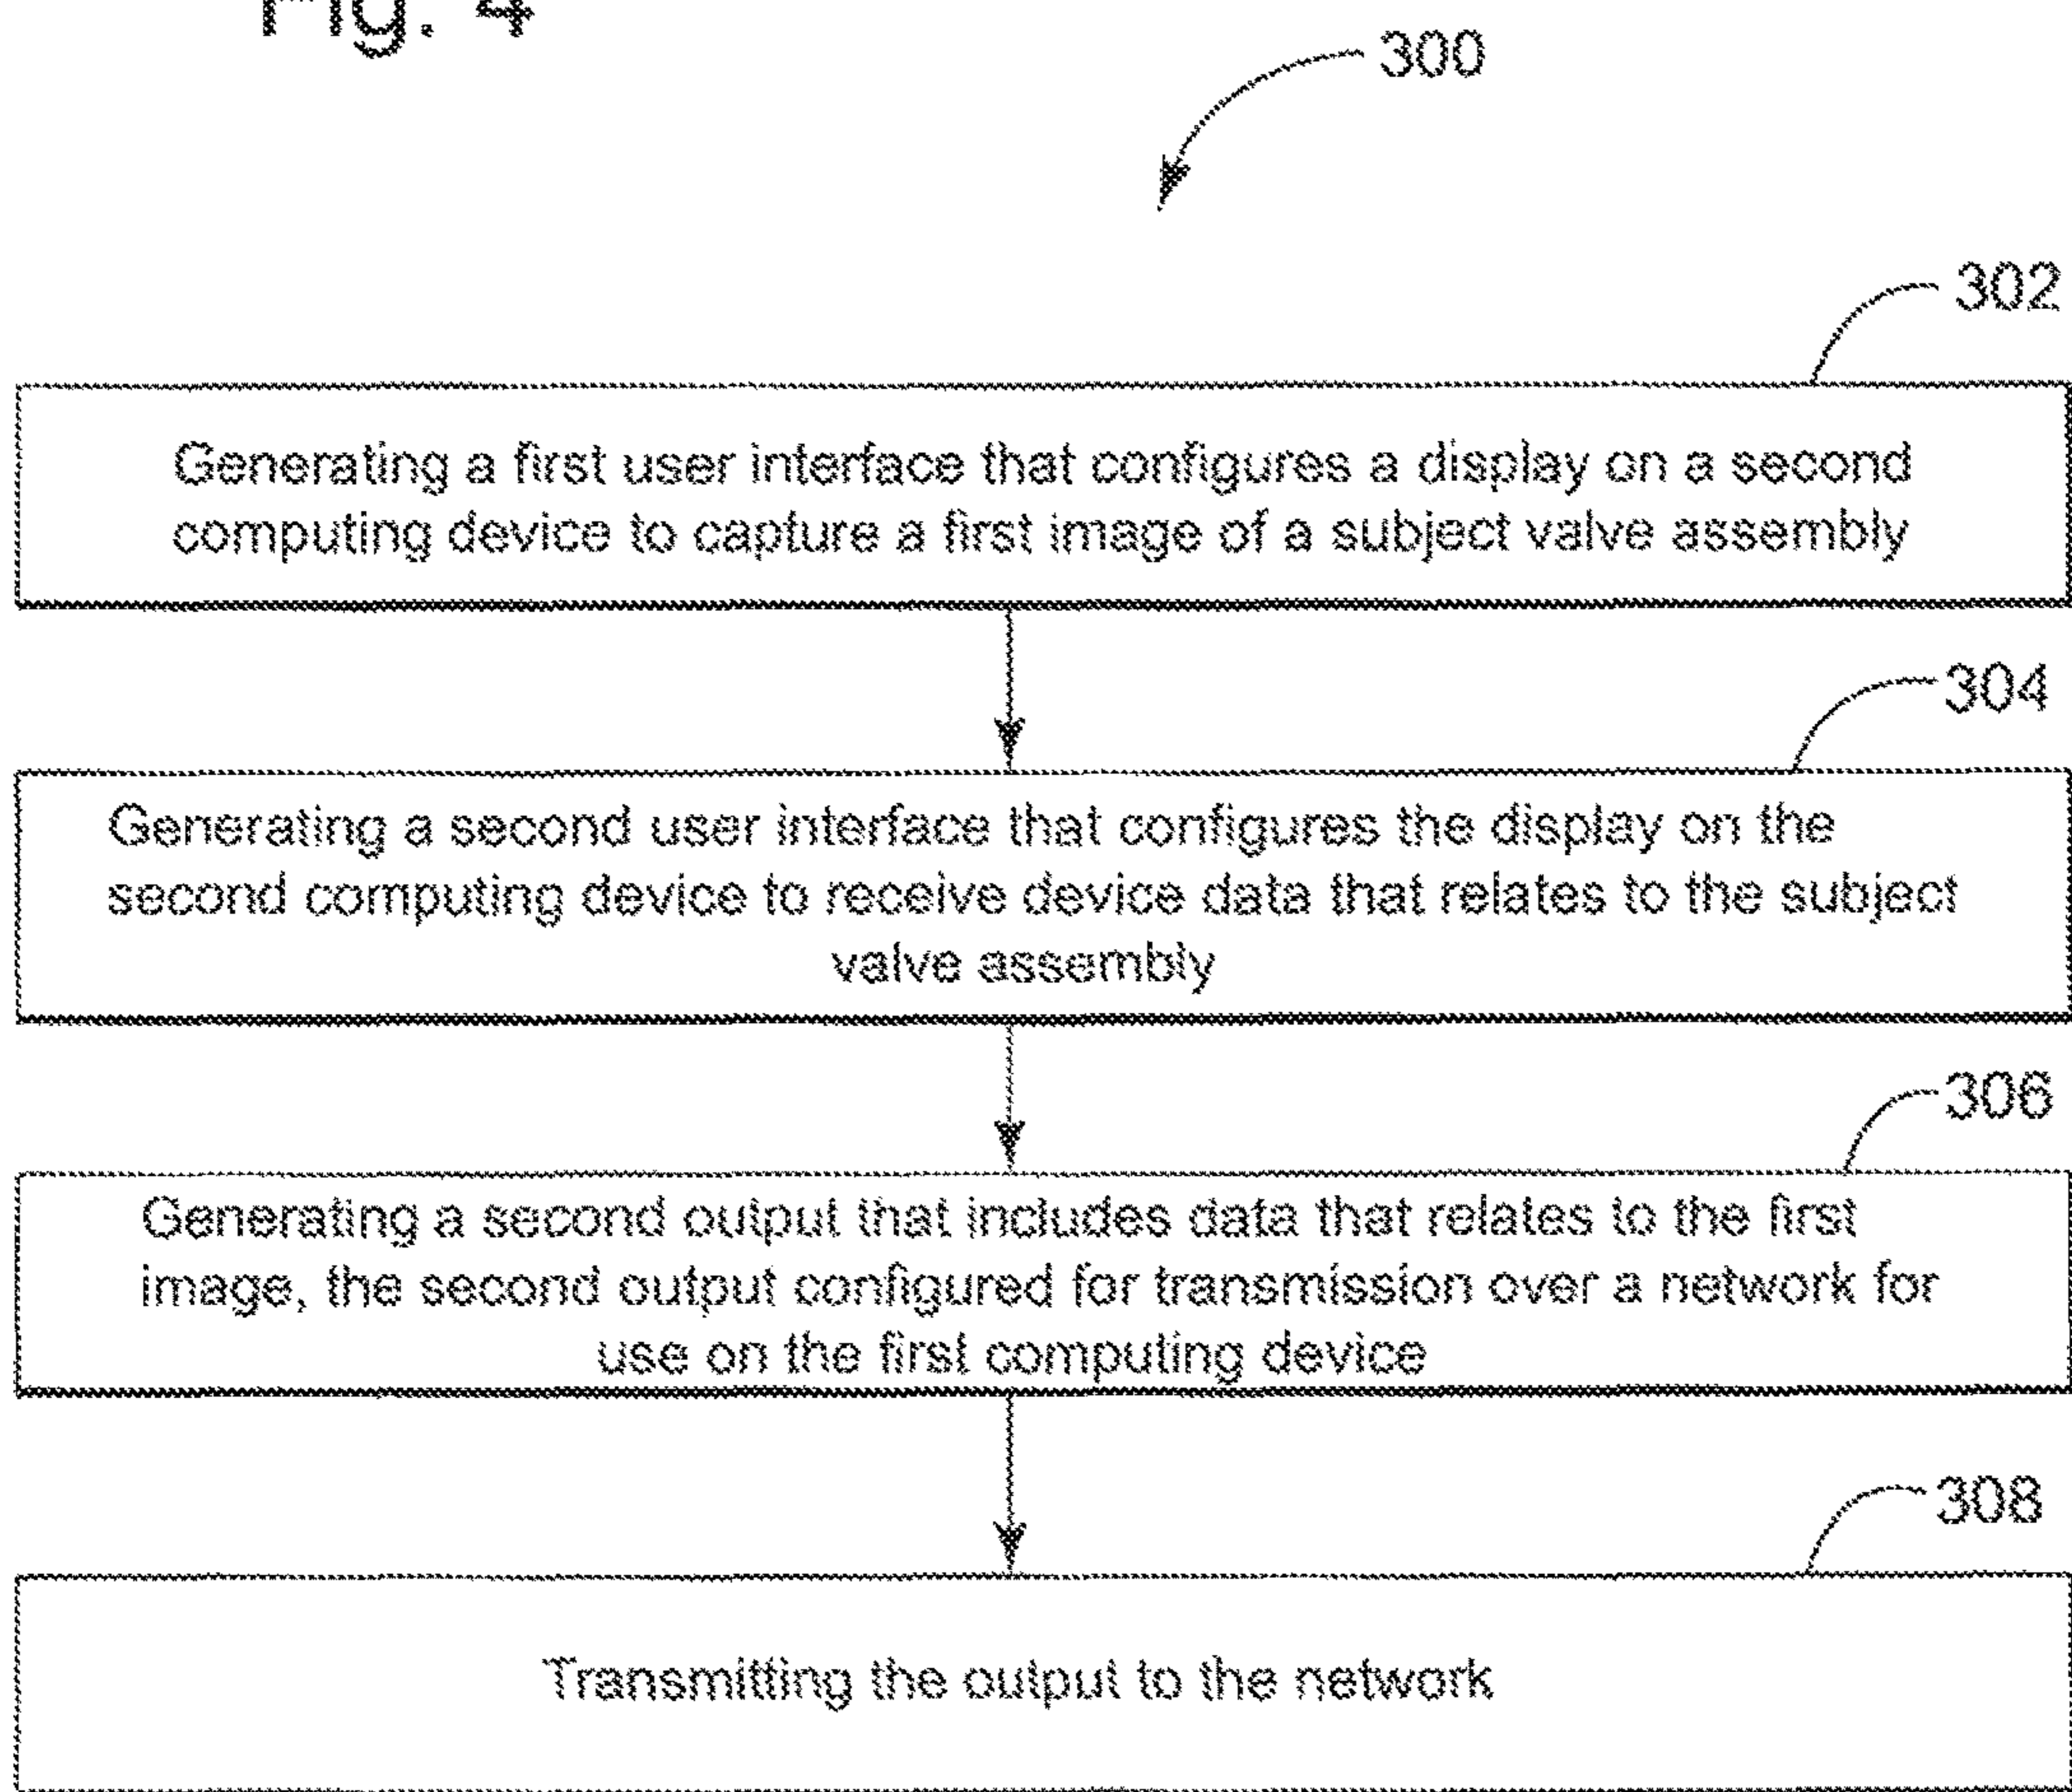 Fig. 4
300
302
Generating a first user interface that configures a display on a second
computing device to capture a first image of a subject valve assembly
304
Generating a second user interface that configures the display on the
second computing device to receive device data that relates to the subject
valve assembly
306
Generating a second output that includes data that relates to the first
image, the second output configured for transmission over a network for
use on the first computing device
308
Transmitting the output to the network